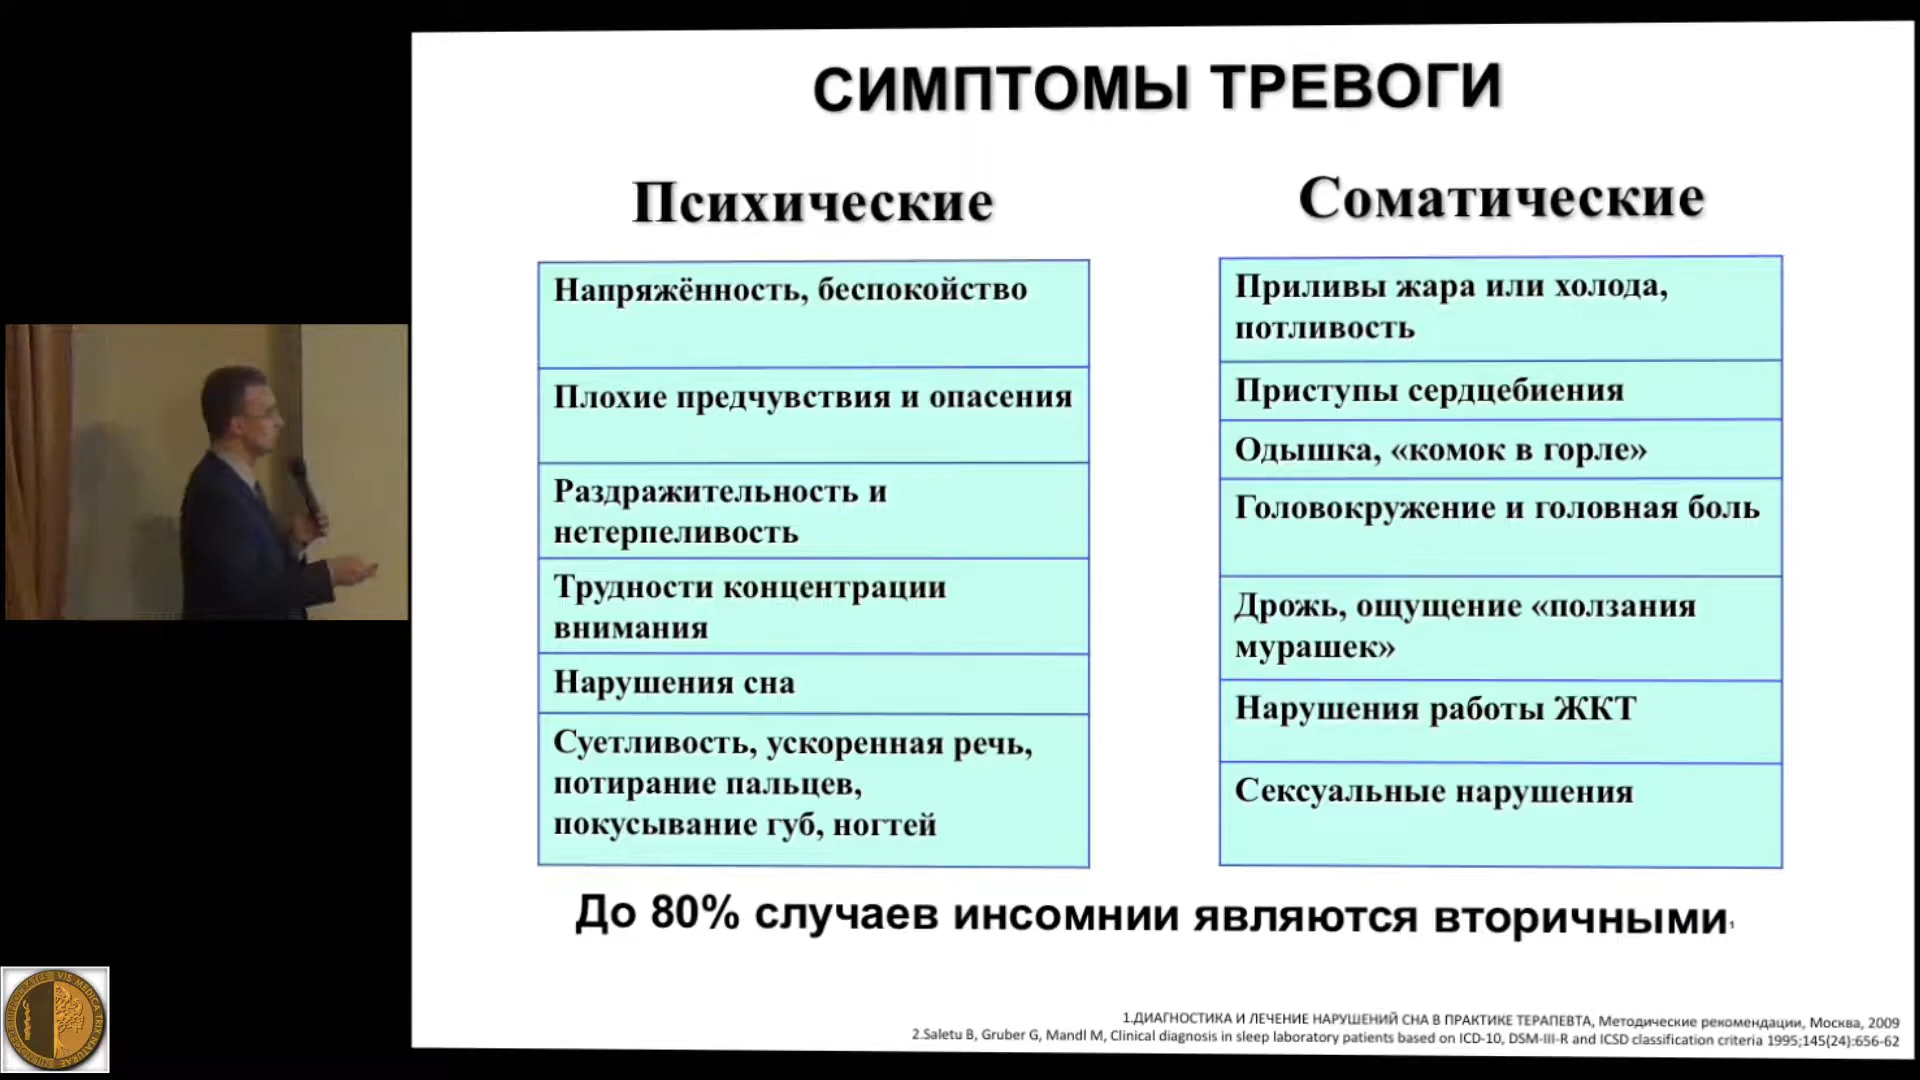 СИМПТОМЫ ТРЕВОГИ
Психические
Напряжённость, беспокойство
Плохие предчувствия и опасения
Раздражительность и
нетерпеливость
Трудности концентрации
внимания
Нарушения сна
Суетливость, ускоренная речь,
потирание пальцев,
покусывание губ, ногтей
Соматические
Приливы жара или холода,
потливость
Приступы сердцебиения
Одышка, «комок в горле»
Головокружение и головная боль
Дрожь, ощущение «ползания
мурашек»
Нарушения работы ЖКТ
Сексуальные нарушения
До 80% случаев инсомнии являются вторичными1
1.ДИАГНОСТИКА И ЛЕЧЕНИЕ НАРУШЕНИЙ СНА В ПРАКТИКЕ ТЕРАПЕВТА, Методические рекомендации, Москва, 2009
2.Saletu B, Gruber G, Mandl M, Clinical diagnosis in sleep laboratory patients based on ICD-10, DSM-III-R and ICSD classification criteria 1995;145(24):656-62